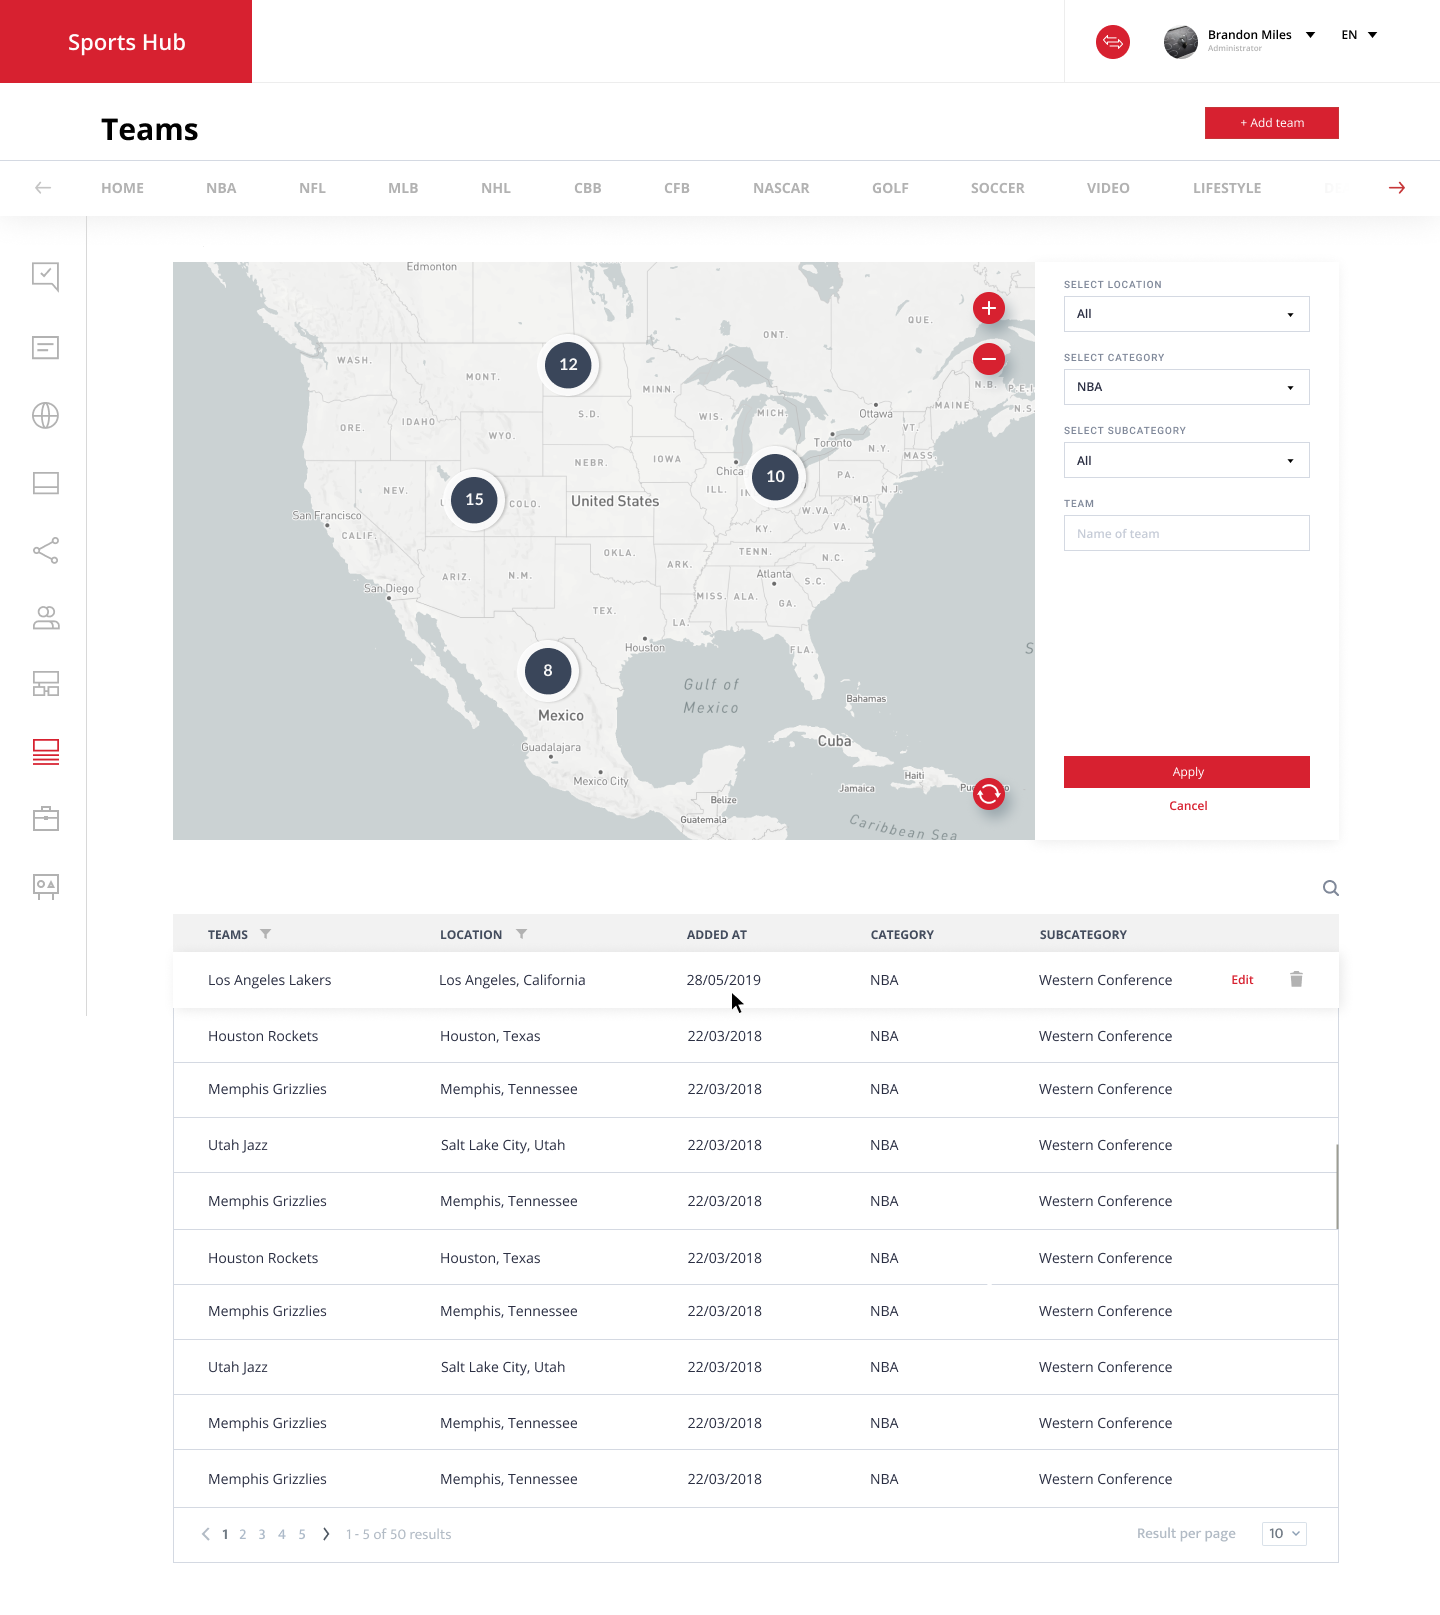 Sports Hub
Brandon Miles
Administrator
EN
Teams
+ Add team
HOME NBA NFL MLB NHL CBB CFB NASCAR GOLF SOCCER VIDEO LIFESTYLE
Edmonton
QUE.
ONT.
WASH.
MONT.
12
MINN.
N.B.
P.E.I.
MAINE
N.S.
S.D.
WIS.
MICH.
Ottawa
ORE.
IDAHO
WYO.
VT.
Toronto
N.Y.
MASS.
NEBR.
IOWA
Chica
10
PA.
NEV.
15
COLO.
United States
ILL.
IN
MD.
N.J.
San Francisco
CALIF.
W.VA.
VA.
KY.
OKLA.
TENN.
N.C.
ARK.
ARIZ.
N.M.
Atlanta
S.C.
San Diego
MISS.
ALA.
GA.
TEX.
LA.
Houston
FLA.
S
8
Gulf of
Mexico
Bahamas
Mexico
Guadalajara
Cuba
Mexico City
Haiti
Jamaica
Belize
Guatemala
Caribbean Sea
SELECT LOCATION
All
SELECT CATEGORY
NBA
SELECT SUBCATEGORY
All
TEAM
Name of team
Apply
Cancel
TEAMS LOCATION ADDED AT CATEGORY SUBCATEGORY
Los Angeles Lakers Los Angeles, California 28/05/2019 NBA Western Conference Edit
Houston Rockets Houston, Texas 22/03/2018 NBA Western Conference
Memphis Grizzlies Memphis, Tennessee 22/03/2018 NBA Western Conference
Utah Jazz Salt Lake City, Utah 22/03/2018 NBA Western Conference
Memphis Grizzlies Memphis, Tennessee 22/03/2018 NBA Western Conference
Houston Rockets Houston, Texas 22/03/2018 NBA Western Conference
Memphis Grizzlies Memphis, Tennessee 22/03/2018 NBA Western Conference
Utah Jazz Salt Lake City, Utah 22/03/2018 NBA Western Conference
Memphis Grizzlies Memphis, Tennessee 22/03/2018 NBA Western Conference
Memphis Grizzlies Memphis, Tennessee 22/03/2018 NBA Western Conference
1 2 3 4 5 1 - 5 of 50 results Result per page 10